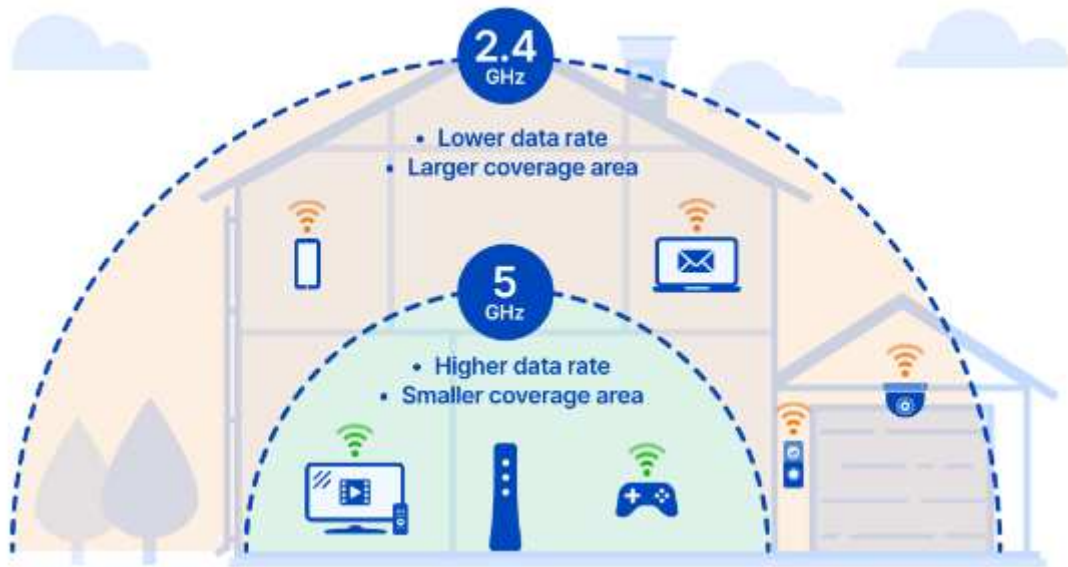 2.4
GHz
• Lower data rate
• Larger coverage area
5
GHz
• Higher data rate
• Smaller coverage area